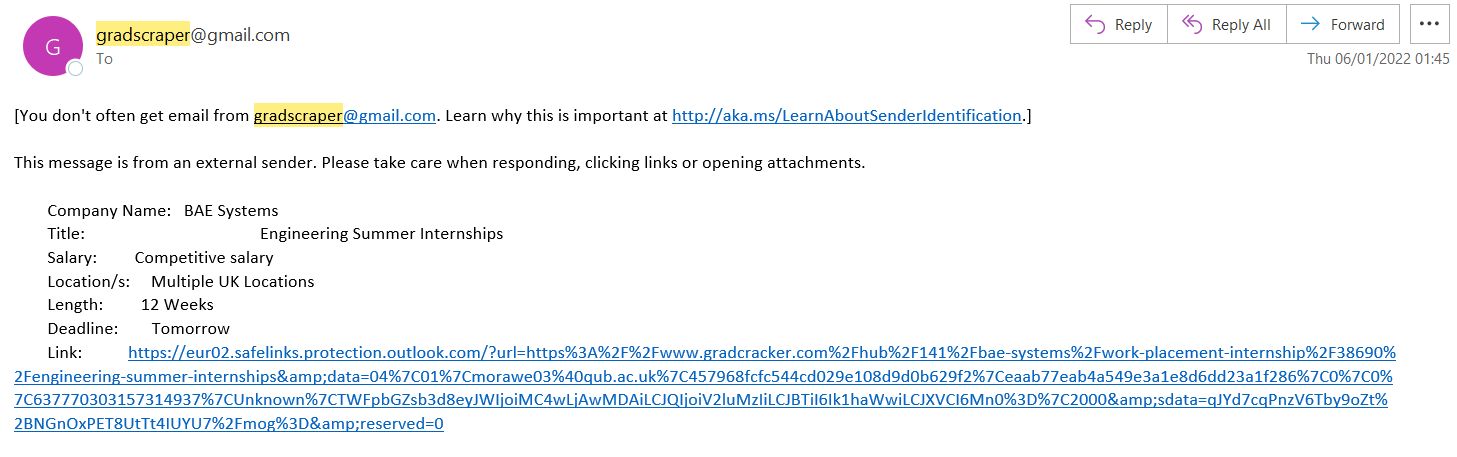 G
gradscraper@gmail.com
Reply
Reply All
Forward
To
Thu 06/01/2022 01:45
[You don't often get email from gradscraper@gmail.com. Learn why this is important at http://aka.ms/LearnAboutSenderIdentification.]
This message is from an external sender. Please take care when responding, clicking links or opening attachments.
Company Name: BAE Systems
Title: Engineering Summer Internships
Salary: Competitive salary
Location/s: Multiple UK Locations
Length: 12 Weeks
Deadline: Tomorrow
Link: https://eur02.safelinks.protection.outlook.com/?url=https%3A%2F%2Fwww.gradcracker.com%2Fhub%2F141%2Fbae-systems%2Fwork-placement-internship%2F38690%
2Fengineering-summer-internships&amp;data=04%7C01%7Cmorawe03%40qub.ac.uk%7C457968fcfc544cd029e108d9d0b629f2%7Ceaab77eab4a549e3a1e8d6dd23a1f286%7C0%7C0%
7C637770303157314937%7CUnknown%7CTWFpbGZsb3d8eyJWIjoiMC4wLjAwMDAiLCJQIjoiV2luMzIiLCJBTiI6Ik1haWwiLCJXVCI6Mn0%3D%7C2000&amp;sdata=qJYd7cqPnzV6Tby9oZt%
2BNGnOxPET8UtTt4IUYU7%2Fmog%3D&amp;reserved=0